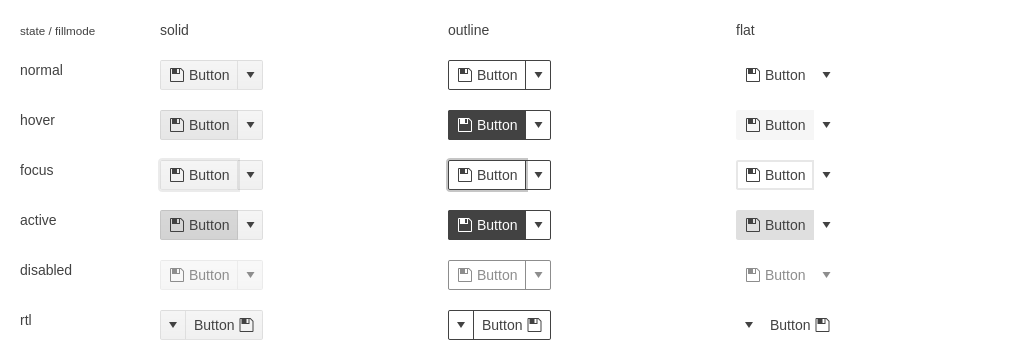 state / fillmode solid outline flat
normal Button Button Button
hover Button Button Button
focus Button Button Button
active Button Button Button
disabled Button Button Button
rtl Button Button Button